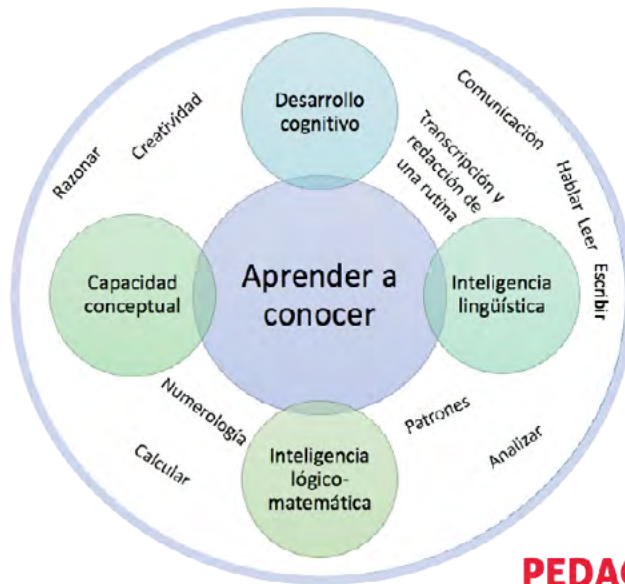 Desarrollo
cognitivo
Comunicación
Creatividad
Razonar
Transcripción y
redacción de
una rutina
Hablar Leer
Escribir
Capacidad
conceptual
Aprender a
conocer
Inteligencia
lingüística
Numerología
Calcular
Inteligencia
lógico-
matemática
Patrones
Analizar
PEDAG